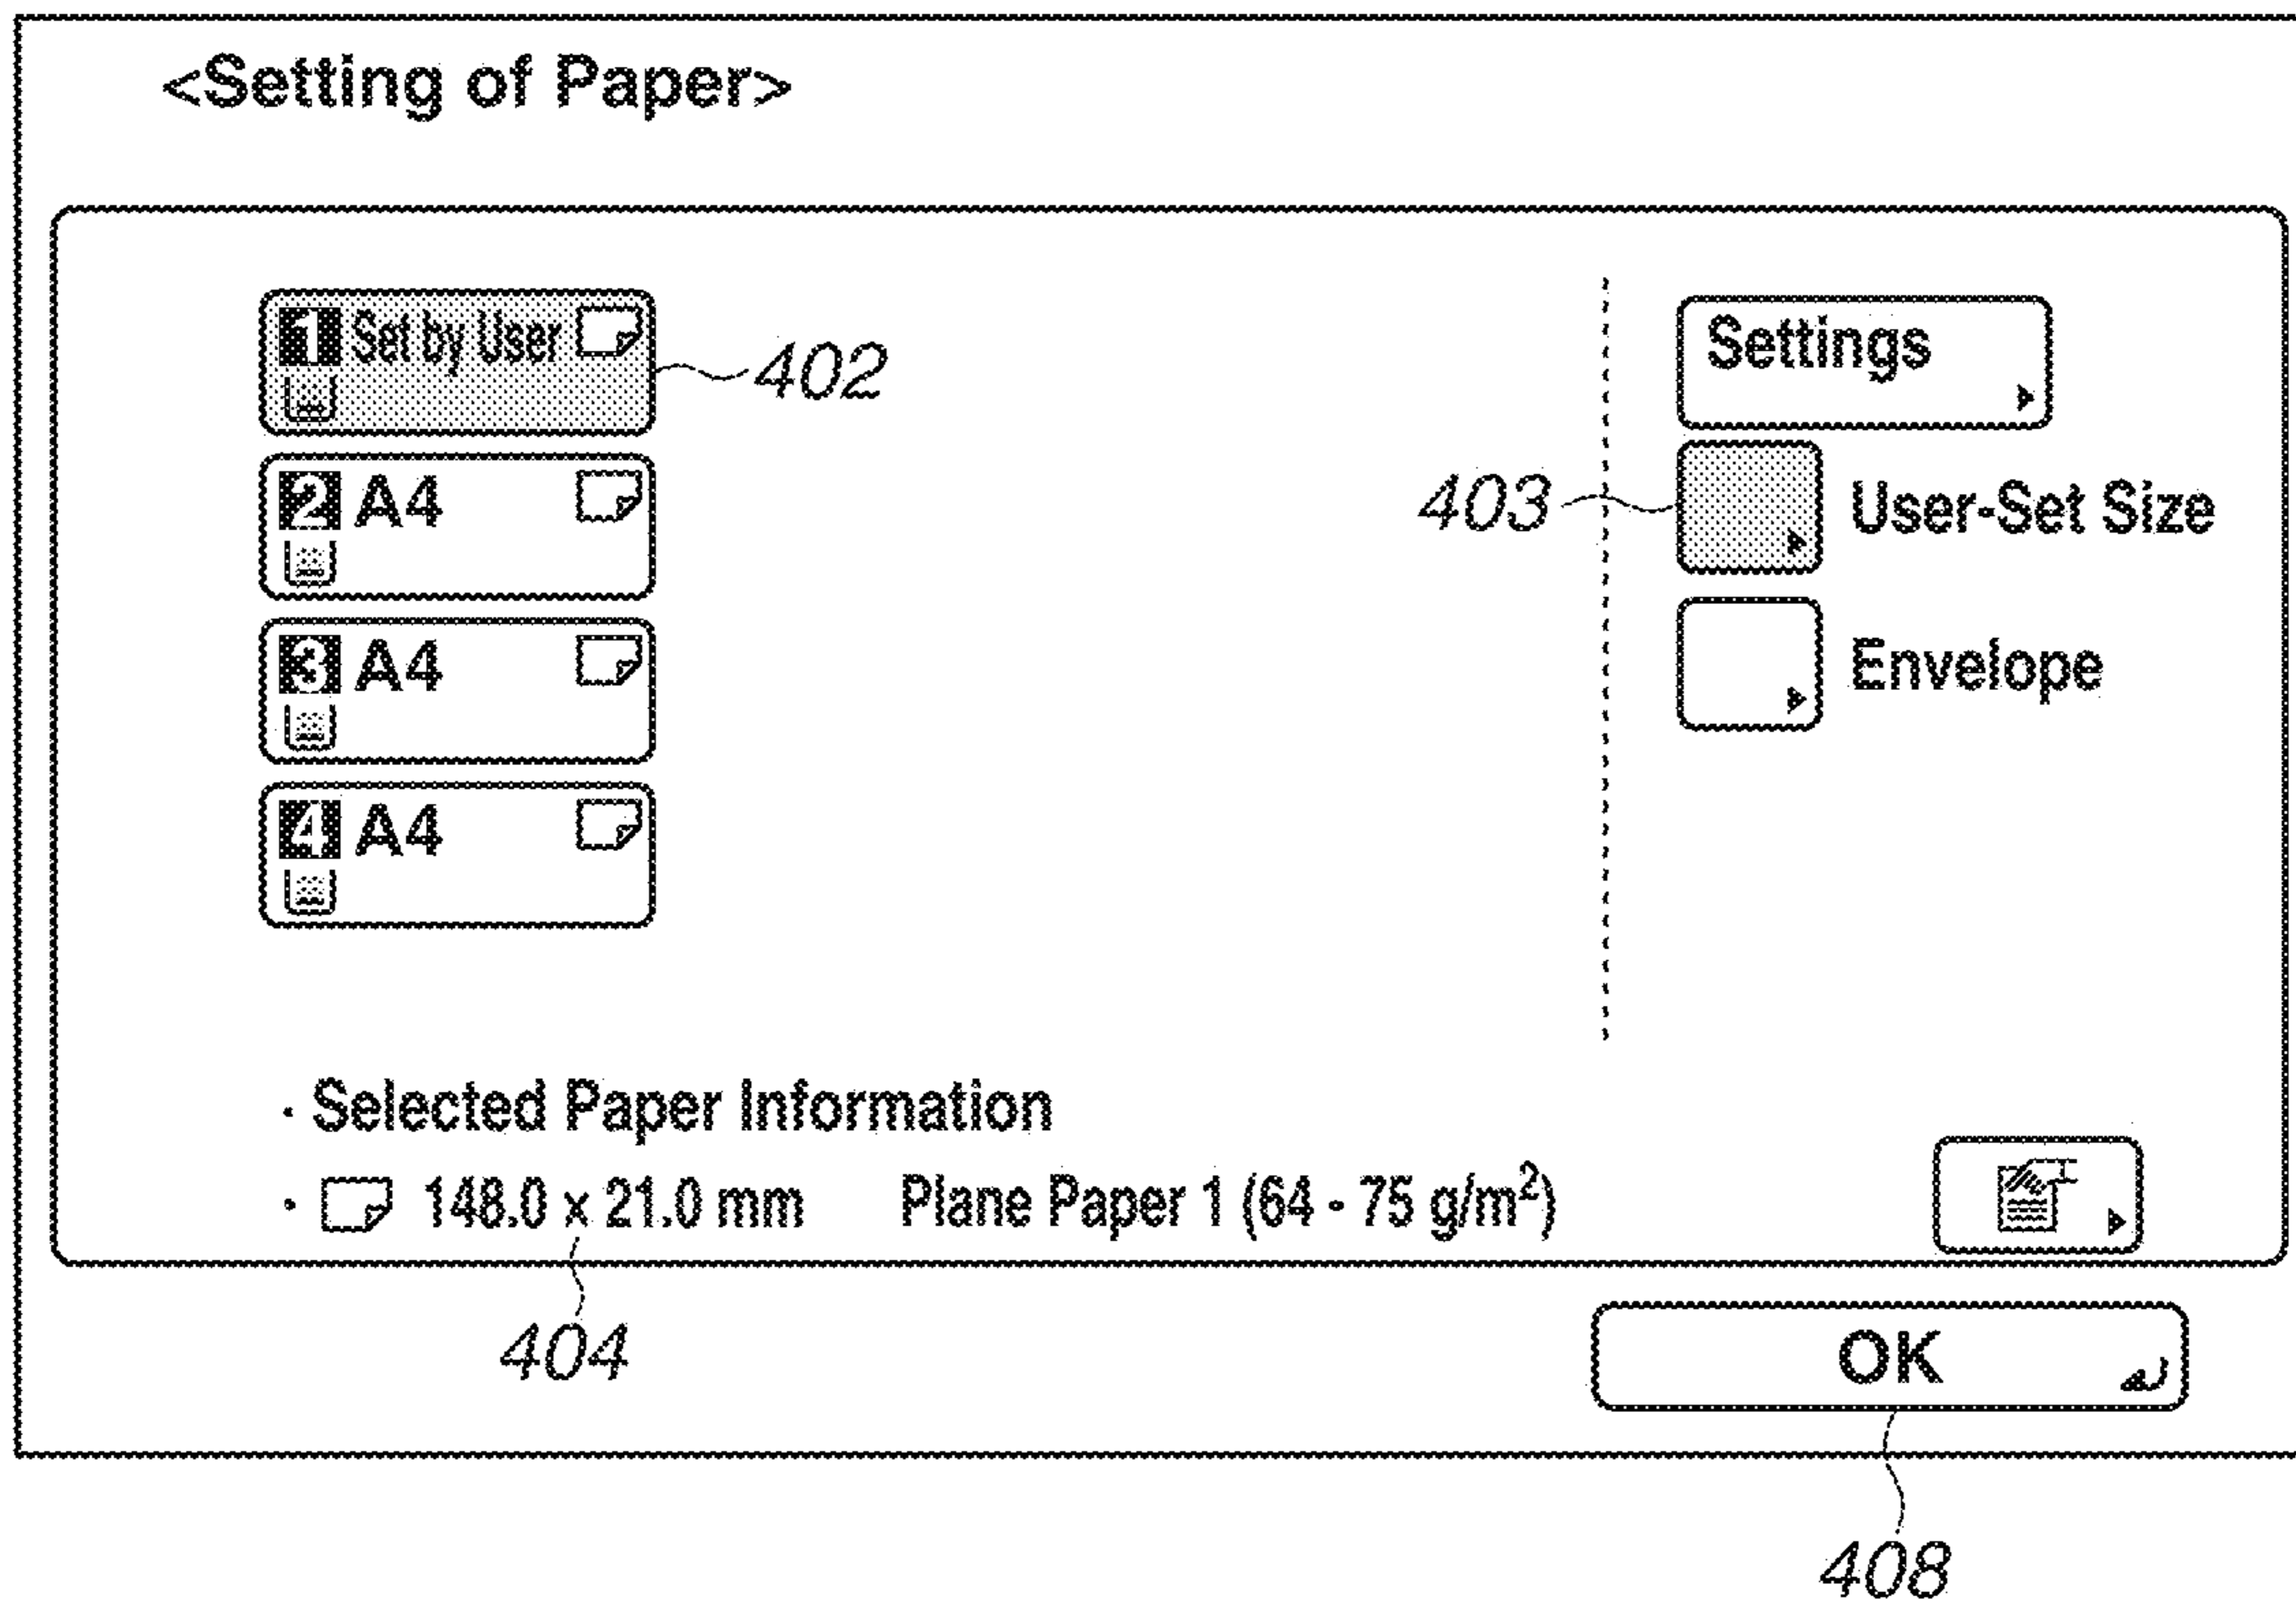 <Setting of Paper>
1 Set by User
402
2 A4
3 A4
4 A4
Settings
403
User-Set Size
Envelope
· Selected Paper Information
· 148.0 x 21.0 mm Plane Paper 1 (64 - 75 g/m²)
404
OK
408